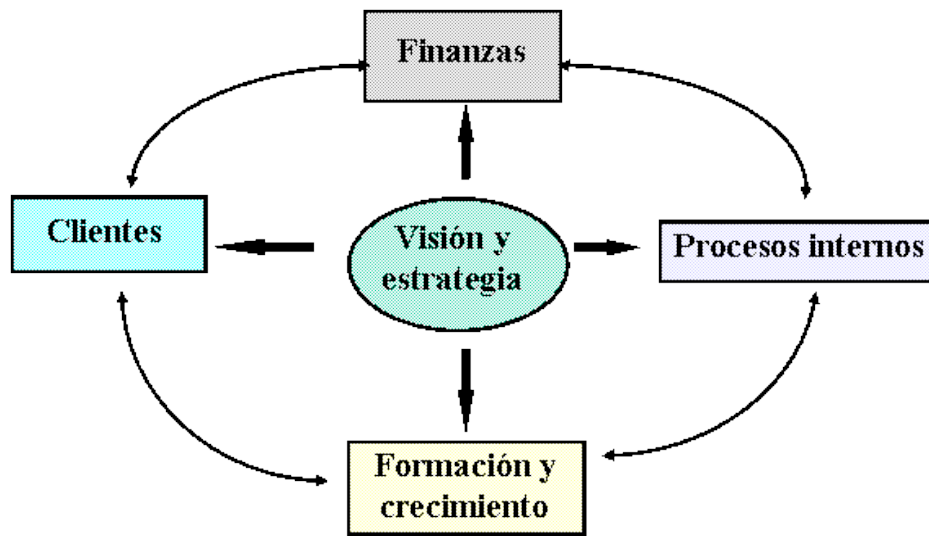 Finanzas
Clientes
Visión y
estrategia
Procesos internos
Formación y
crecimiento